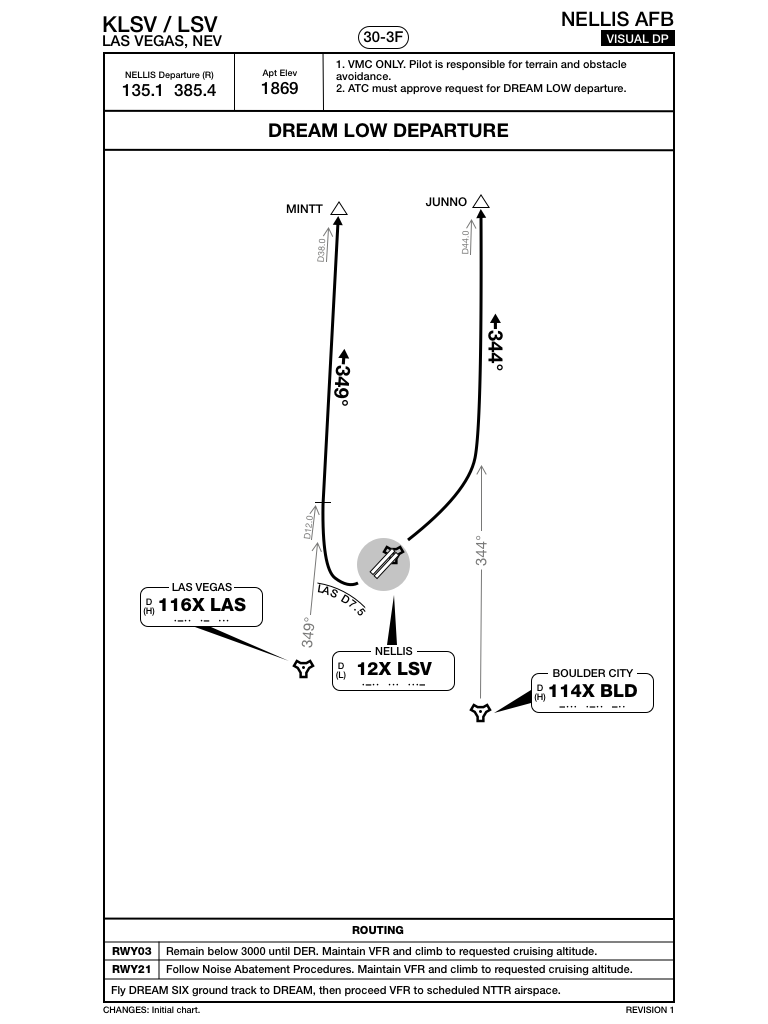 KLSV / LSV
LAS VEGAS, NEV
30-3F
NELLIS AFB
VISUAL DP
NELLIS Departure (R)
135.1 385.4
Apt Elev
1869
1. VMC ONLY. Pilot is responsible for terrain and obstacle
avoidance.
2. ATC must approve request for DREAM LOW departure.
DREAM LOW DEPARTURE
MINTT
JUNNO
D38.0
D44.0
344°
349°
D12.0
344°
LAS D7.5
349°
LAS VEGAS
D
(H)
116X LAS
.-.. .- ...
NELLIS
D
(L)
12X LSV
.-.. ... ...-
BOULDER CITY
D
(H)
114X BLD
-... .-.. -..
ROUTING
RWY03 Remain below 3000 until DER. Maintain VFR and climb to requested cruising altitude.
RWY21 Follow Noise Abatement Procedures. Maintain VFR and climb to requested cruising altitude.
Fly DREAM SIX ground track to DREAM, then proceed VFR to scheduled NTTR airspace.
CHANGES: Initial chart.
REVISION 1